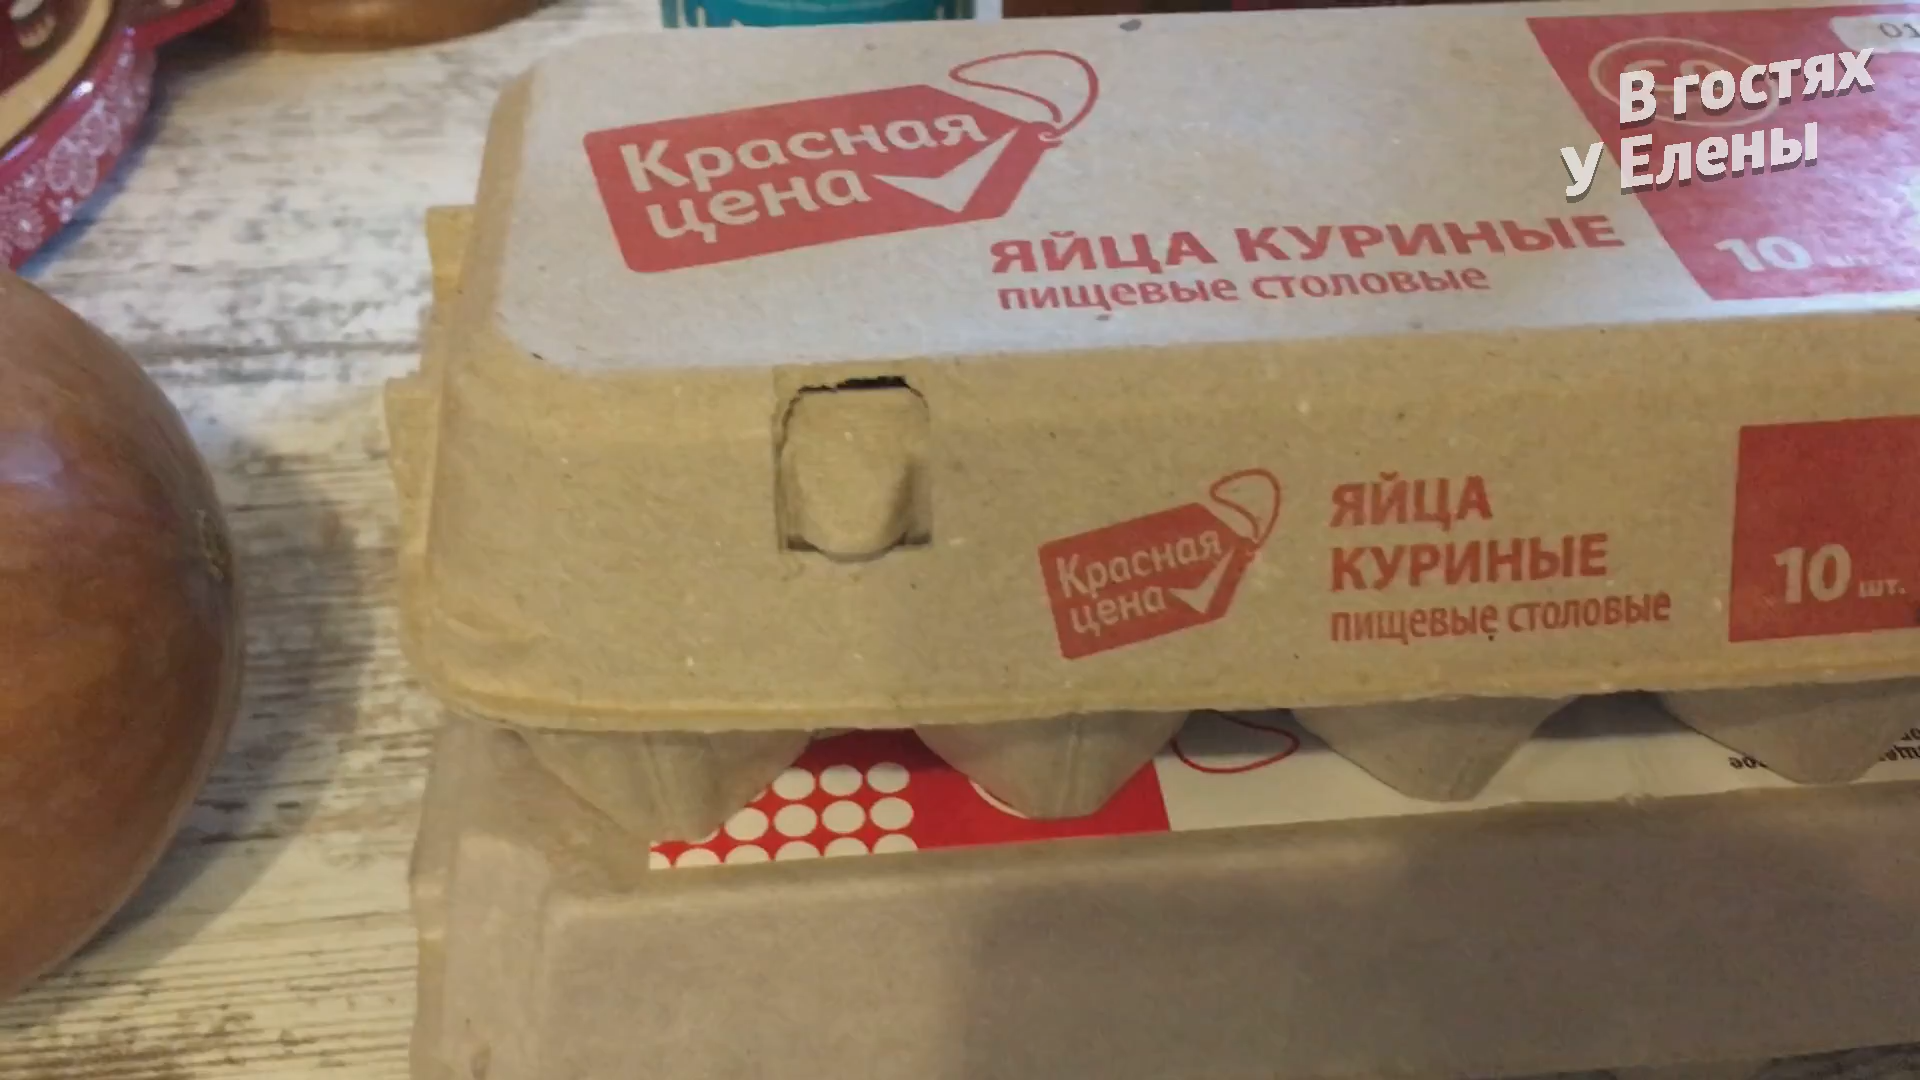 В гостях
у Елены
Красная
цена
ЯЙЦА КУРИНЫЕ
пищевые столовые
10
Красная
цена
ЯЙЦА
КУРИНЫЕ
пищевые столовые
10 шт.